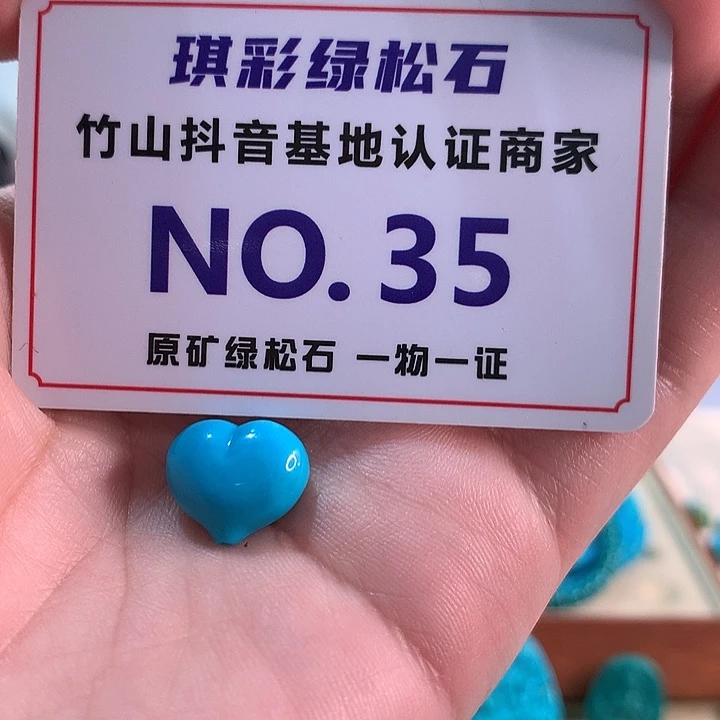 琪彩绿松石
竹山抖音基地认证商家
NO. 35
原矿绿松石 一物一证